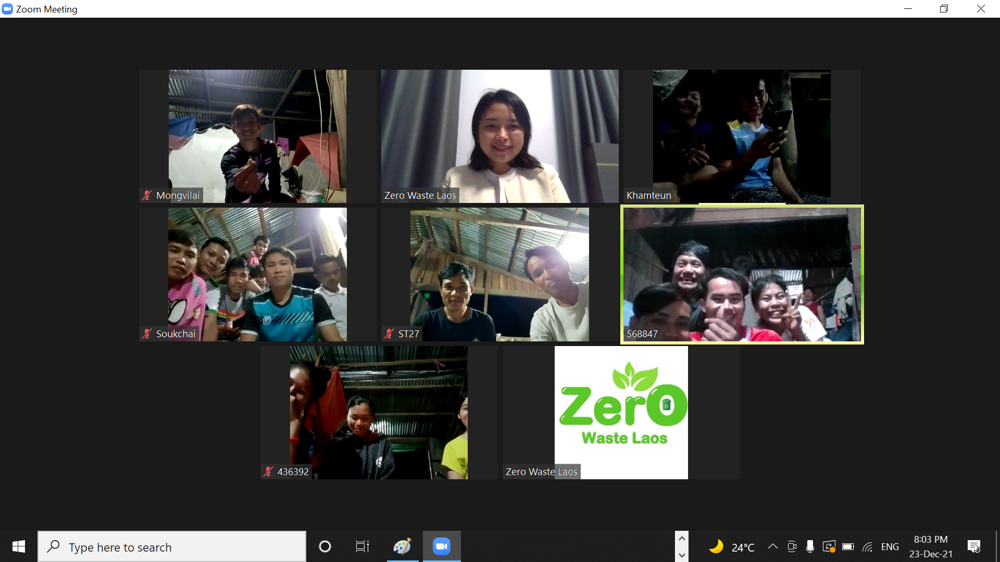 Zoom Meeting
Mongvilai
Zero Waste Laos
Khamteun
Soukchai
ST27
568847
436392
Zero Waste Laos
Zero
Waste Laos
Type here to search
24°C
ENG
8:03 PM
23-Dec-21